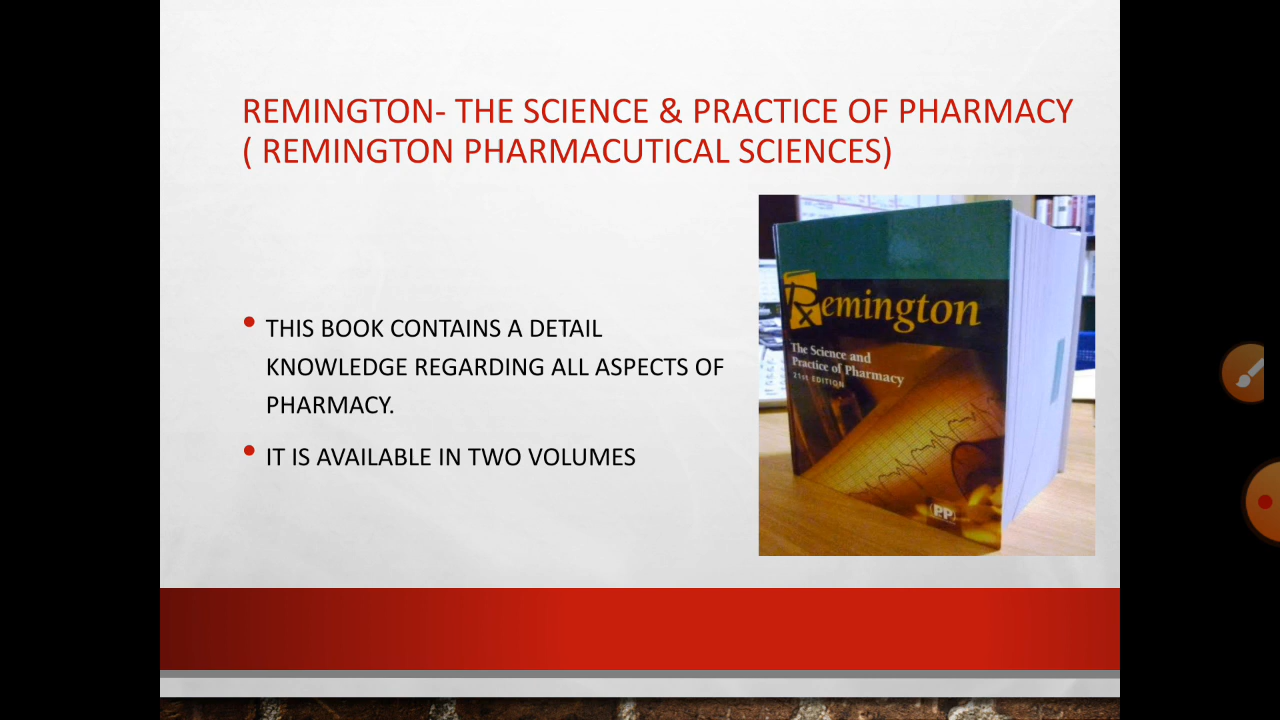 REMINGTON- THE SCIENCE & PRACTICE OF PHARMACY
( REMINGTON PHARMACUTICAL SCIENCES)
• THIS BOOK CONTAINS A DETAIL
KNOWLEDGE REGARDING ALL ASPECTS OF
PHARMACY.
• IT IS AVAILABLE IN TWO VOLUMES
Remington
The Science and
Practice of Pharmacy
21st EDITION
PP